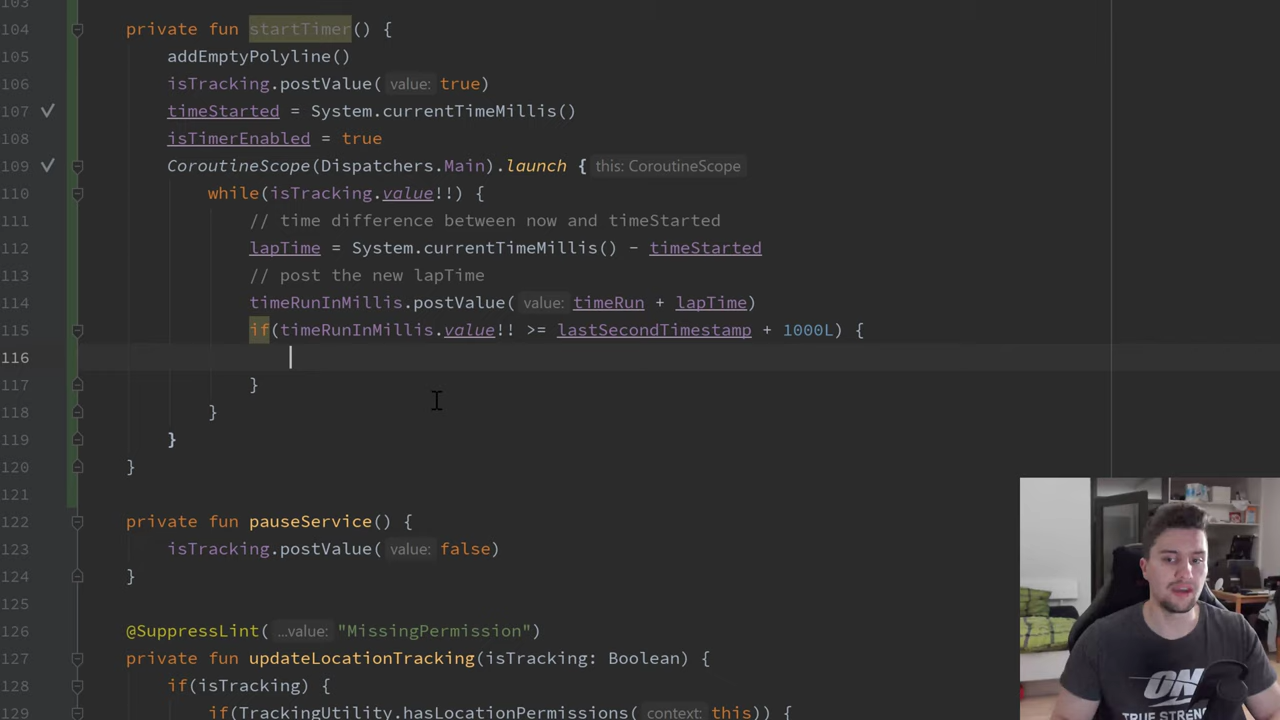 103
104 private fun startTimer() {
105 addEmptyPolyline()
106 isTracking.postValue( value: true)
107 timeStarted = System.currentTimeMillis()
108 isTimerEnabled = true
109 CoroutineScope(Dispatchers.Main).launch { this: CoroutineScope
110 while(isTracking.value!!) {
111 // time difference between now and timeStarted
112 lapTime = System.currentTimeMillis() - timeStarted
113 // post the new lapTime
114 timeRunInMillis.postValue( value: timeRun + lapTime)
115 if(timeRunInMillis.value!! >= lastSecondTimestamp + 1000L) {
116
117 }
118 }
119 }
120 }
121
122 private fun pauseService() {
123 isTracking.postValue( value: false)
124 }
125
126 @SuppressLint( ...value: "MissingPermission")
127 private fun updateLocationTracking(isTracking: Boolean) {
128 if(isTracking) {
129 if(TrackingUtility.hasLocationPermissions( context: this)) {
ON
TRUE STRENG